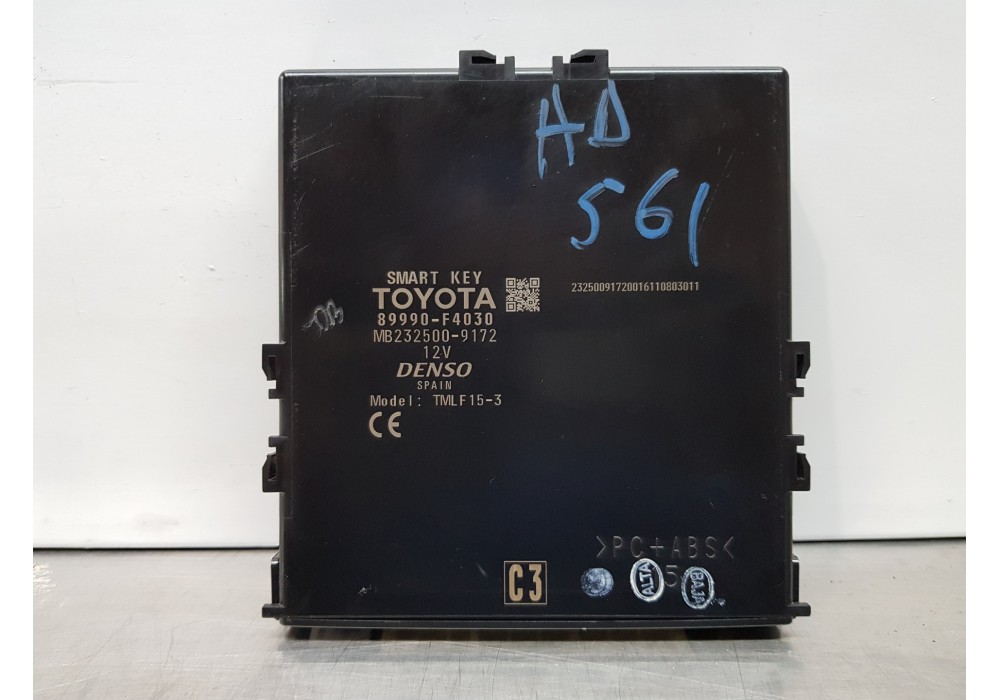 AD
561
SMART KEY
TOYOTA
89990-F4030
MB232500-9172
12V
DENSO
SPAIN
Model: TMLF15-3
CE
23250091720016110803011
>PC+ABS<
C3
ALTA
5
BAJA